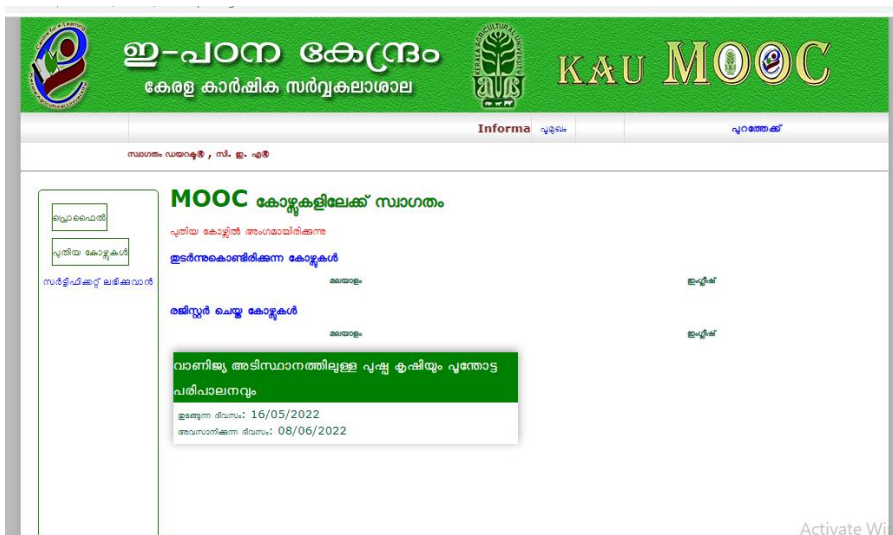 ഇ-പഠന കേന്ദ്രം
കേരള കാർഷിക സർവ്വകലാശാല
KAU MOOC
Informa പൂമുഖം പുറത്തേക്ക്
സ്വാഗതം ഡയറക്ട® , സി. ഇ. എ®
MOOC കോഴ്സുകളിലേക്ക് സ്വാഗതം
പ്രൊഫൈൽ
പുതിയ കോഴ്സിൽ അംഗമായിരിക്കുന്നു
പുതിയ കോഴ്സുകൾ
തുടർന്നുകൊണ്ടിരിക്കുന്ന കോഴ്സുകൾ
സർട്ടിഫിക്കറ്റ് ലഭിക്കുവാൻ
മലയാളം ഇംഗ്ലീഷ്
രജിസ്റ്റർ ചെയ്ത കോഴ്സുകൾ
മലയാളം ഇംഗ്ലീഷ്
വാണിജ്യ അടിസ്ഥാനത്തിലുള്ള പുഷ്പ കൃഷിയും പൂന്തോട്ട
പരിപാലനവും
തുടങ്ങുന്ന ദിവസം: 16/05/2022
അവസാനിക്കുന്ന ദിവസം: 08/06/2022
Activate Wi